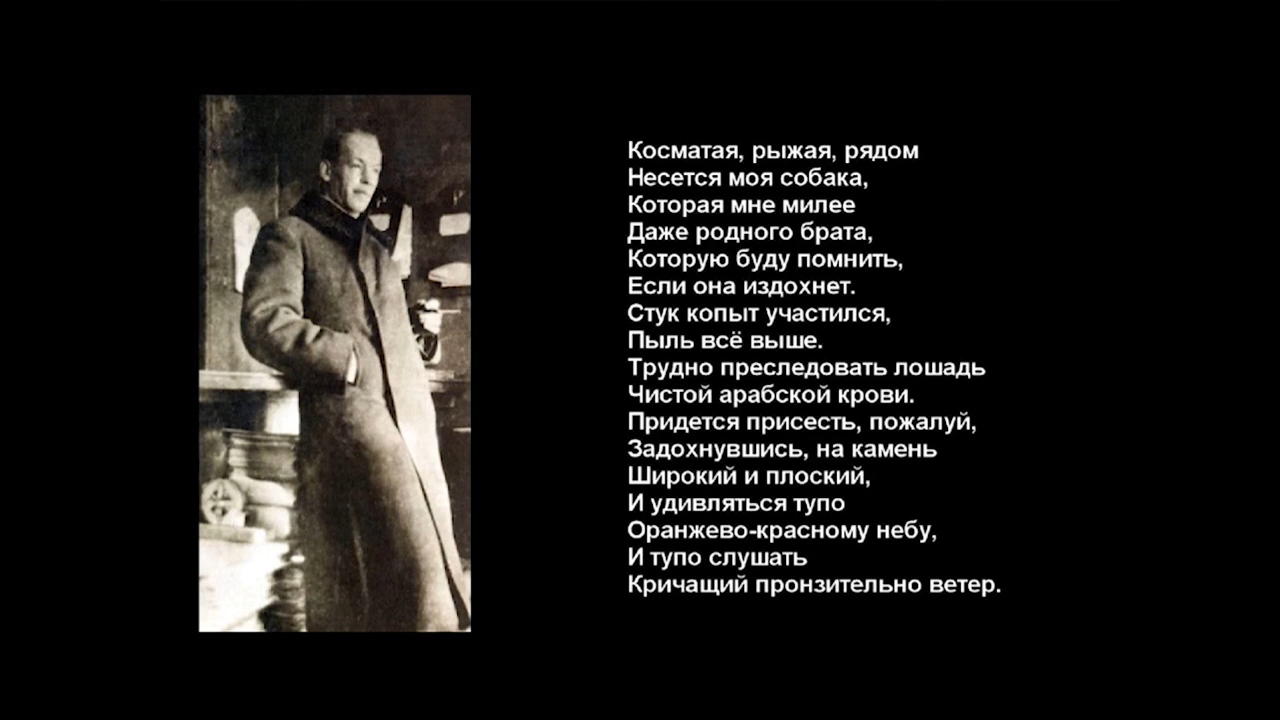 Косматая, рыжая, рядом
Несется моя собака,
Которая мне милее
Даже родного брата,
Которую буду помнить,
Если она издохнет.
Стук копыт участился,
Пыль всё выше.
Трудно преследовать лошадь
Чистой арабской крови.
Придется присесть, пожалуй,
Задохнувшись, на камень
Широкий и плоский,
И удивляться тупо
Оранжево-красному небу,
И тупо слушать
Кричащий пронзительно ветер.